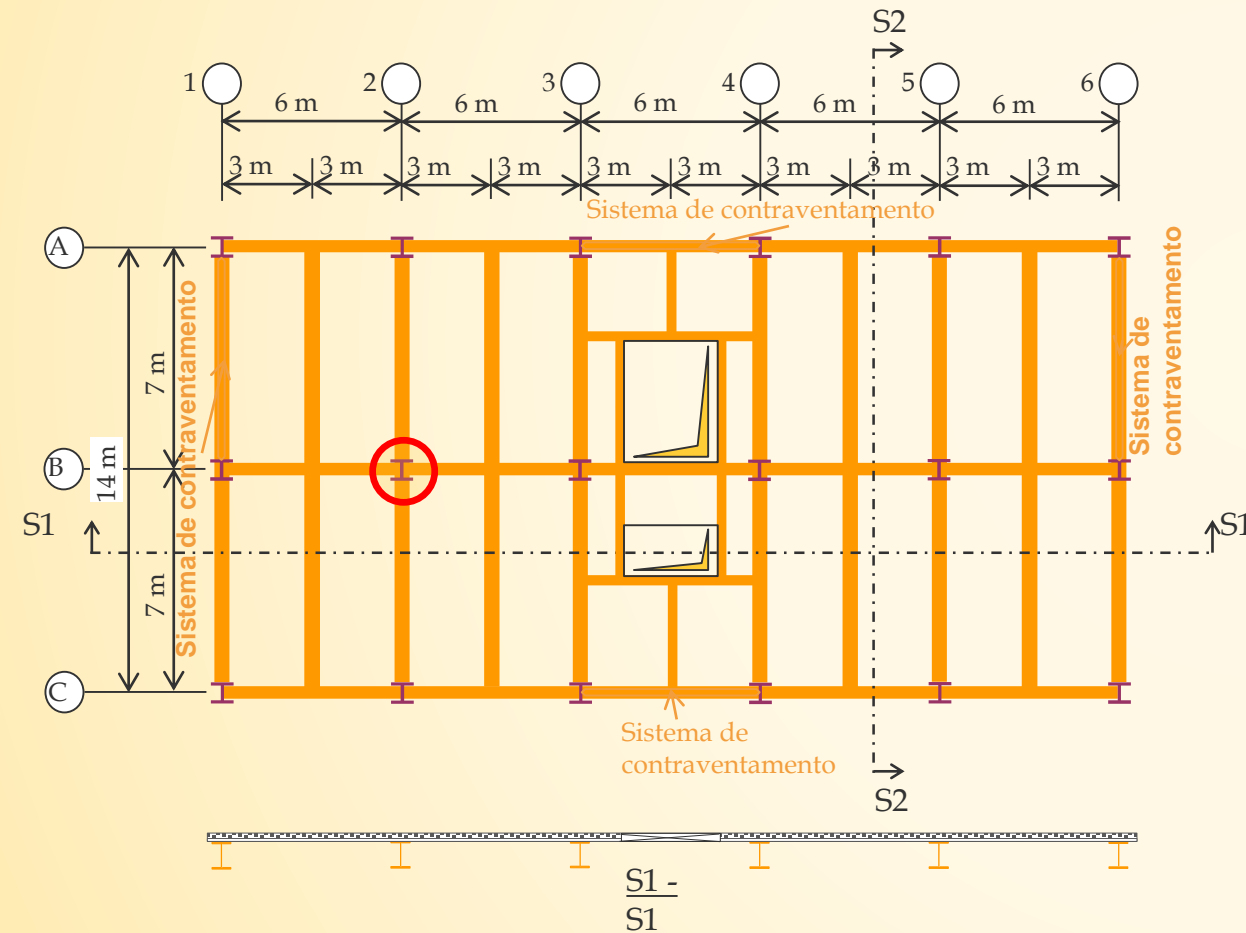 S2
1
2
3
4
5
6
6 m
6 m
6 m
6 m
6 m
3 m
3 m
3 m
3 m
3 m
3 m
3 m
3 m
3 m
3 m
Sistema de contraventamento
A
B
C
7 m
7 m
14 m
Sistema de contraventamento
Sistema de
contraventamento
S1
S1
Sistema de
contraventamento
S2
S1 -
S1